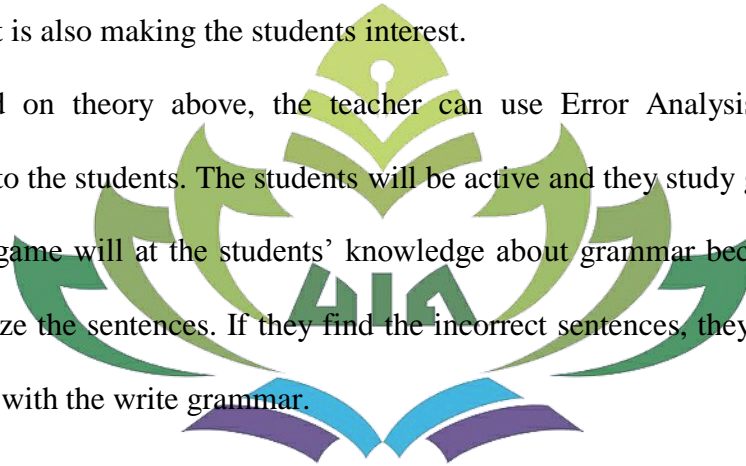 t is also making the students interest.
d on theory above, the teacher can use Error Analysis
to the students. The students will be active and they study
game will at the students’ knowledge about grammar bec
ze the sentences. If they find the incorrect sentences, they
with the write grammar.
UIN